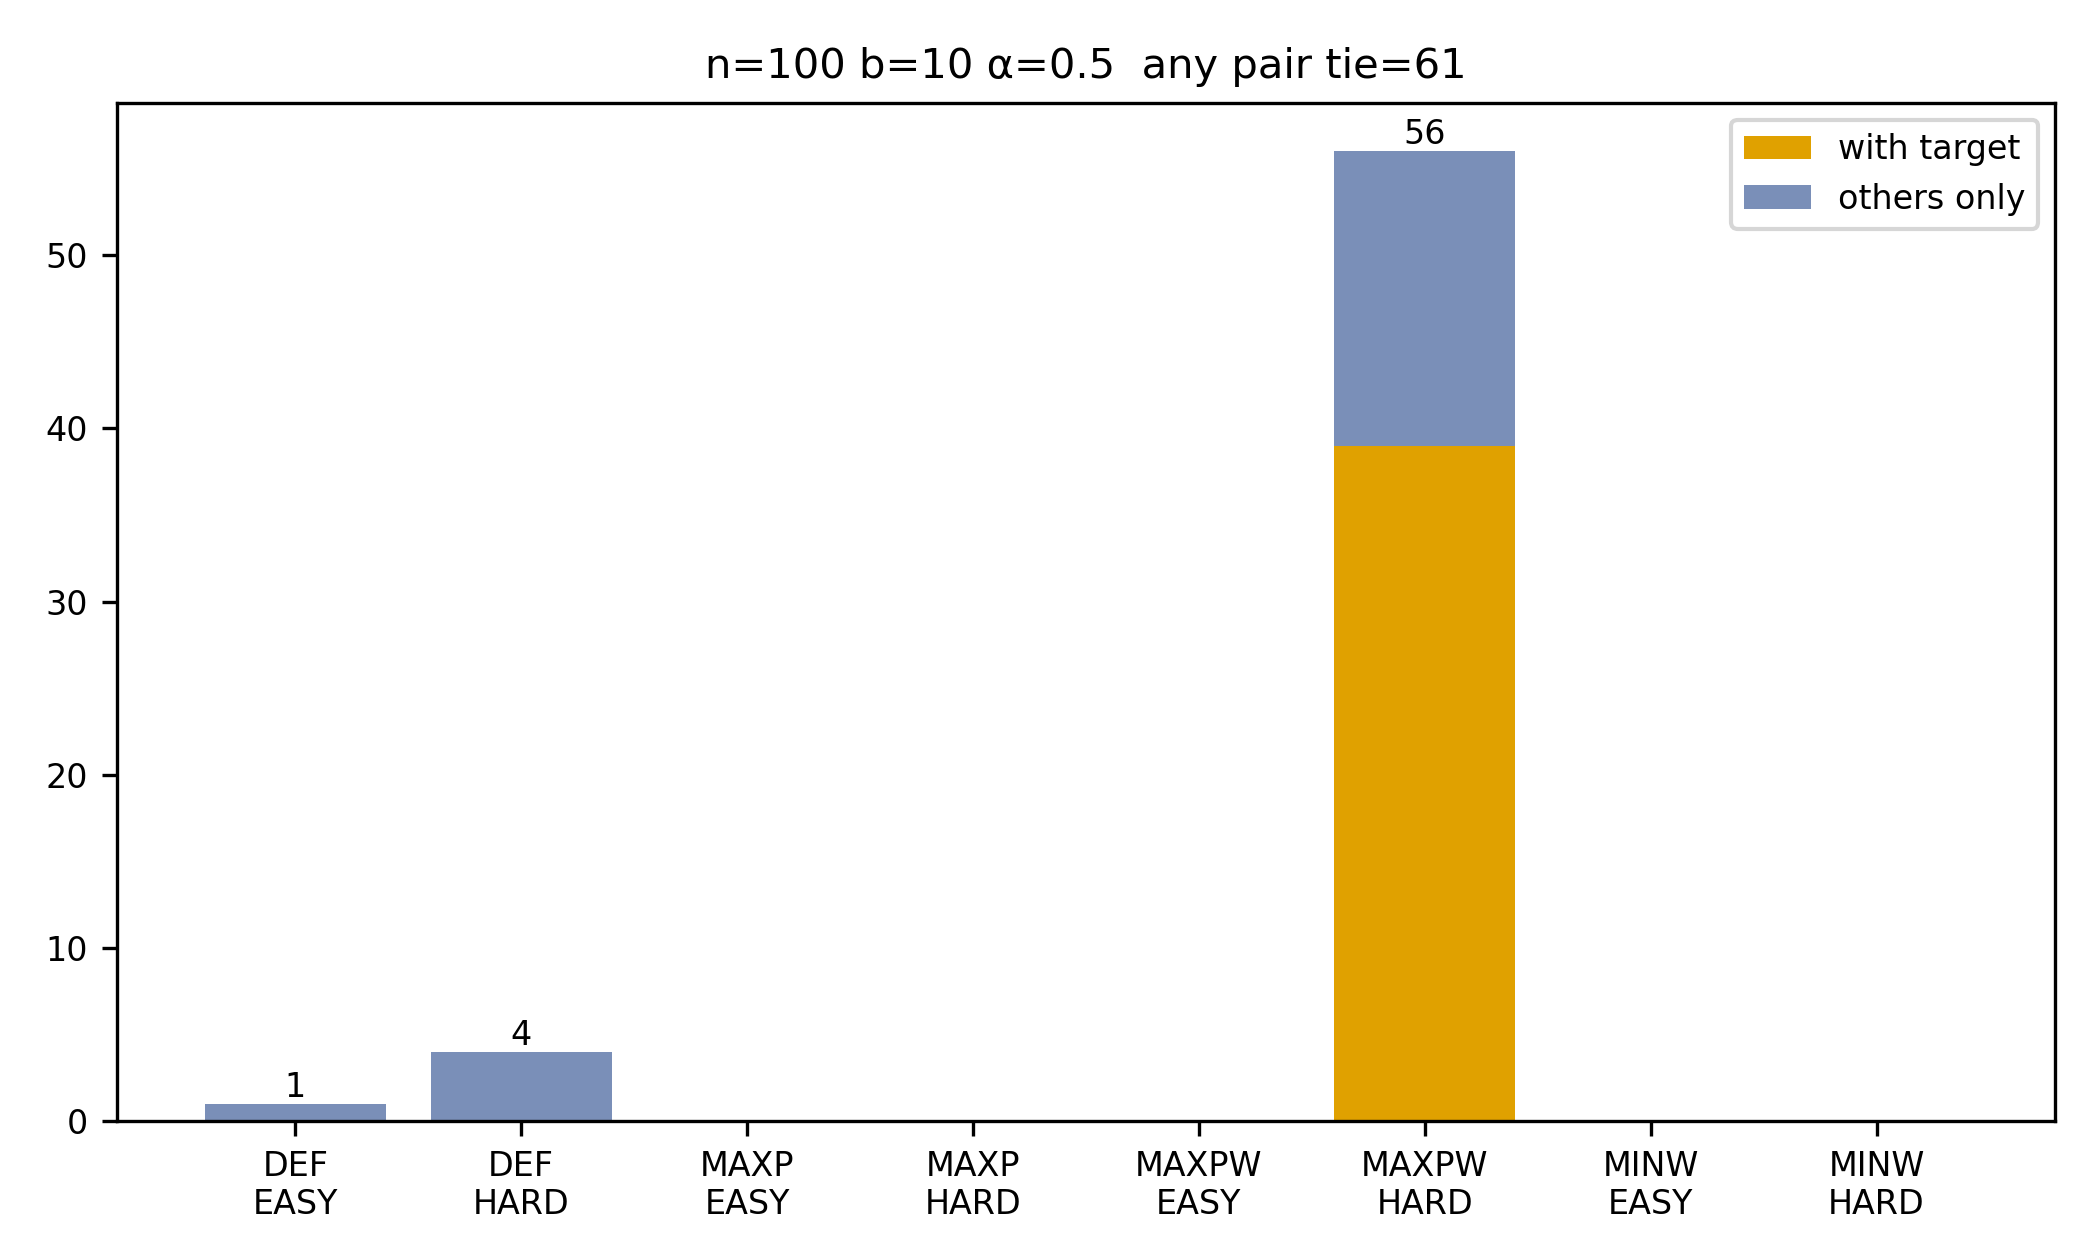 n=100 b=10 α=0.5  any pair tie=61
with target
others only
56
4
1
50
40
30
20
10
0
DEF
EASY
DEF
HARD
MAXP
EASY
MAXP
HARD
MAXPW
EASY
MAXPW
HARD
MINW
EASY
MINW
HARD